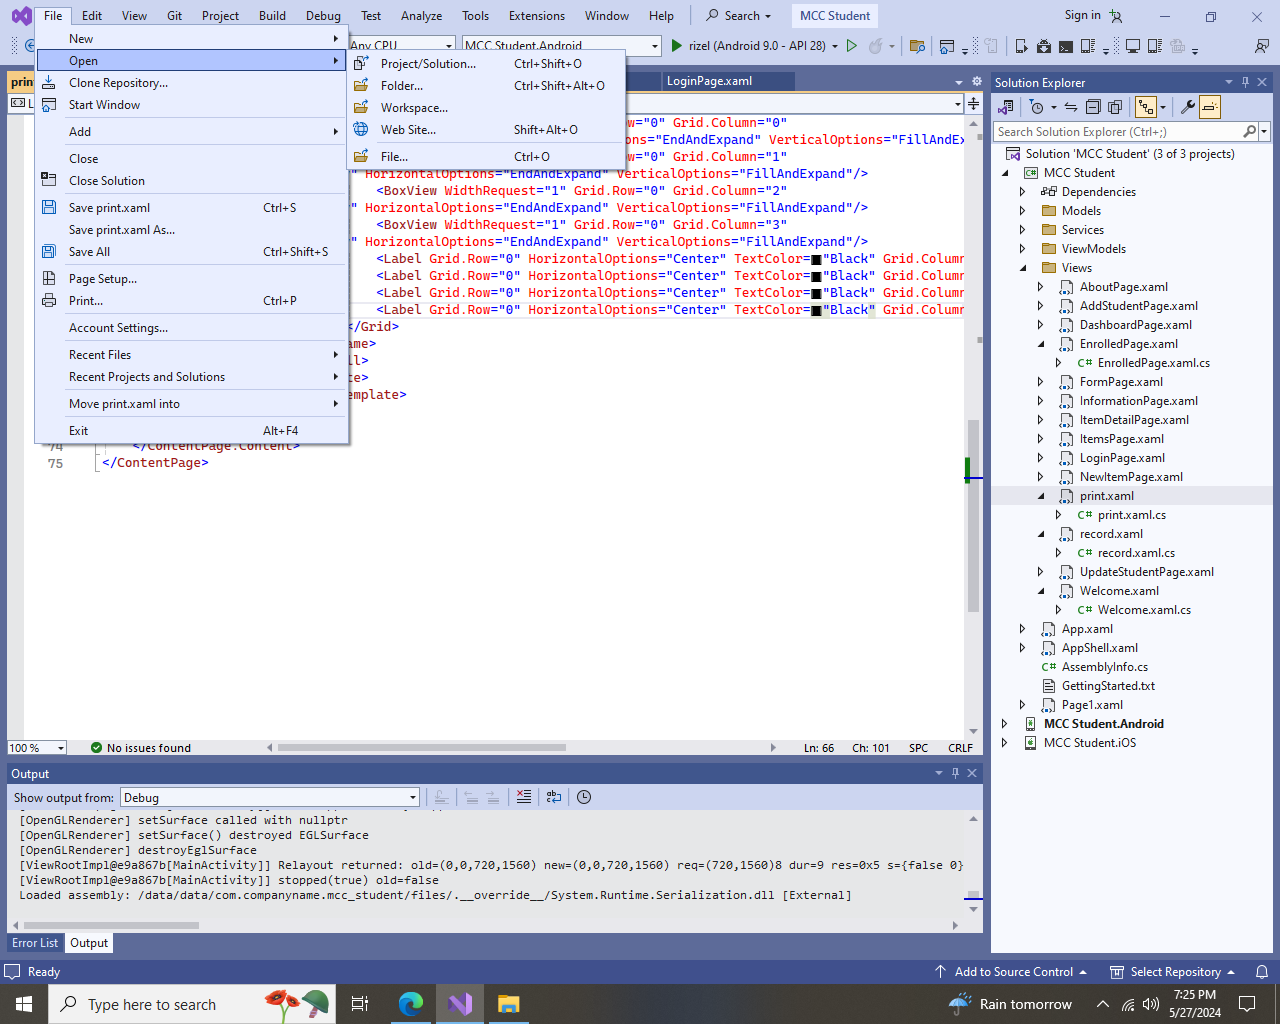 File Edit View Git Project Build Debug Test Analyze Tools Extensions Window Help Search MCC Student Sign in
Any CPU MCC Student.Android rizel (Android 9.0 - API 28)
New
Open
Clone Repository...
Start Window
Add
Close
Close Solution
Save print.xaml Ctrl+S
Save print.xaml As...
Save All Ctrl+Shift+S
Page Setup...
Print... Ctrl+P
Account Settings...
Recent Files
Recent Projects and Solutions
Move print.xaml into
Exit Alt+F4
Project/Solution... Ctrl+Shift+O
Folder... Ctrl+Shift+Alt+O
Workspace...
Web Site... Shift+Alt+O
File... Ctrl+O
LoginPage.xaml
Row="0" Grid.Column="0"
ns="EndAndExpand" VerticalOptions="FillAndEx
Row="0" Grid.Column="1"
" HorizontalOptions="EndAndExpand" VerticalOptions="FillAndExpand"/>
<BoxView WidthRequest="1" Grid.Row="0" Grid.Column="2"
" HorizontalOptions="EndAndExpand" VerticalOptions="FillAndExpand"/>
<BoxView WidthRequest="1" Grid.Row="0" Grid.Column="3"
" HorizontalOptions="EndAndExpand" VerticalOptions="FillAndExpand"/>
<Label Grid.Row="0" HorizontalOptions="Center" TextColor="Black" Grid.Column
<Label Grid.Row="0" HorizontalOptions="Center" TextColor="Black" Grid.Column
<Label Grid.Row="0" HorizontalOptions="Center" TextColor="Black" Grid.Column
<Label Grid.Row="0" HorizontalOptions="Center" TextColor="Black" Grid.Column
</Grid>
ame>
ll>
te>
emplate>
74 </ContentPage.Content>
75 </ContentPage>
100 % No issues found Ln: 66 Ch: 101 SPC CRLF
Output
Show output from: Debug
[OpenGLRenderer] setSurface called with nullptr
[OpenGLRenderer] setSurface() destroyed EGLSurface
[OpenGLRenderer] destroyEglSurface
[ViewRootImpl@e9a867b[MainActivity]] Relayout returned: old=(0,0,720,1560) new=(0,0,720,1560) req=(720,1560)8 dur=9 res=0x5 s={false 0}
[ViewRootImpl@e9a867b[MainActivity]] stopped(true) old=false
Loaded assembly: /data/data/com.companyname.mcc_student/files/.__override__/System.Runtime.Serialization.dll [External]
Error List Output
Solution Explorer
Search Solution Explorer (Ctrl+;)
Solution 'MCC Student' (3 of 3 projects)
MCC Student
Dependencies
Models
Services
ViewModels
Views
AboutPage.xaml
AddStudentPage.xaml
DashboardPage.xaml
EnrolledPage.xaml
C# EnrolledPage.xaml.cs
FormPage.xaml
InformationPage.xaml
ItemDetailPage.xaml
ItemsPage.xaml
LoginPage.xaml
NewItemPage.xaml
print.xaml
C# print.xaml.cs
record.xaml
C# record.xaml.cs
UpdateStudentPage.xaml
Welcome.xaml
C# Welcome.xaml.cs
App.xaml
AppShell.xaml
C# AssemblyInfo.cs
GettingStarted.txt
Page1.xaml
MCC Student.Android
MCC Student.iOS
Ready Add to Source Control Select Repository
Type here to search Rain tomorrow 7:25 PM
5/27/2024